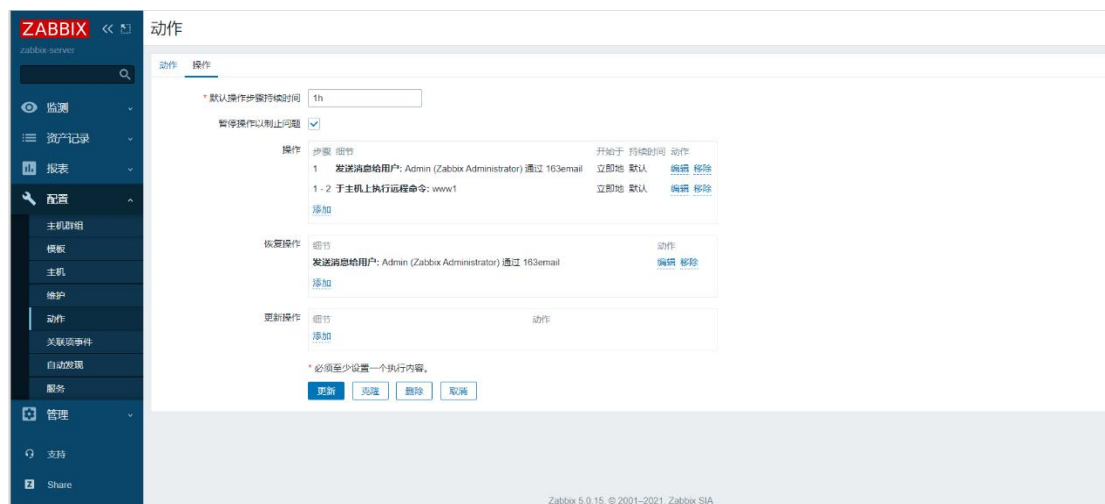 ZABBIX
zabbix-server
监测
资产记录
报表
配置
主机群组
模板
主机
维护
动作
关联项事件
自动发现
服务
管理
支持
Share
动作
动作 操作
* 默认操作步骤持续时间 1h
暂停操作以制止问题
操作 步骤 细节 开始于 持续时间 动作
1 发送消息给用户: Admin (Zabbix Administrator) 通过 163email 立即地 默认 编辑 移除
1 - 2 于主机上执行远程命令: www1 立即地 默认 编辑 移除
添加
恢复操作 细节 动作
发送消息给用户: Admin (Zabbix Administrator) 通过 163email 编辑 移除
添加
更新操作 细节 动作
添加
* 必须至少设置一个执行内容。
更新 克隆 删除 取消
Zabbix 5.0.15. © 2001–2021, Zabbix SIA